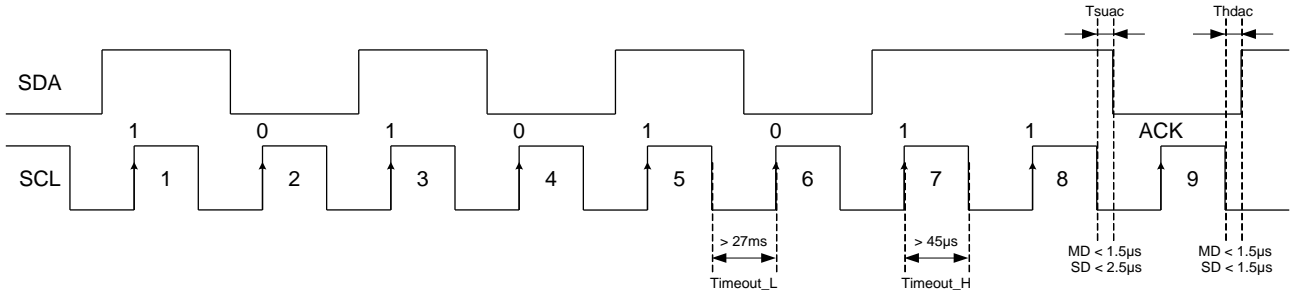 Tsuac Thdac
SDA
1 0 1 0 1 0 1 1 ACK
SCL 1 2 3 4 5 6 7 8 9
> 27ms > 45µs
MD < 1.5µs MD < 1.5µs
SD < 2.5µs SD < 1.5µs
Timeout_L Timeout_H